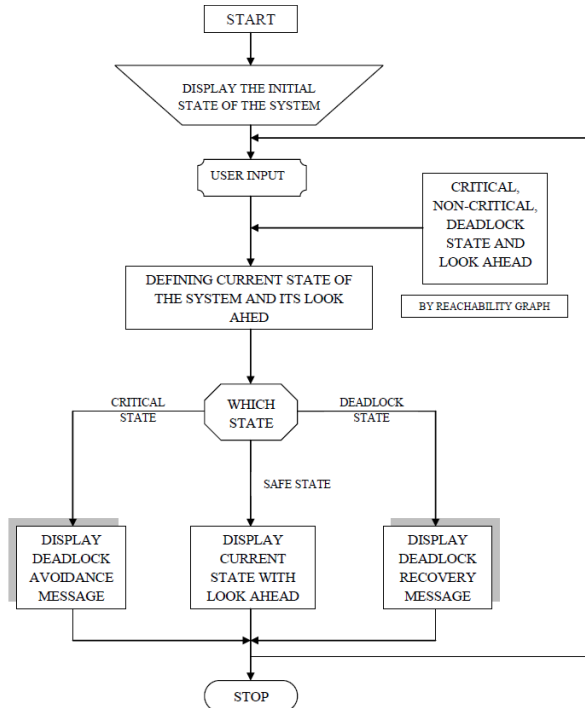 START
DISPLAY THE INITIAL
STATE OF THE SYSTEM
USER INPUT
CRITICAL,
NON-CRITICAL,
DEADLOCK
STATE AND
LOOK AHEAD
DEFINING CURRENT STATE OF
THE SYSTEM AND ITS LOOK
AHED
BY REACHABILITY GRAPH
CRITICAL
STATE
WHICH
STATE
DEADLOCK
STATE
SAFE STATE
DISPLAY
DEADLOCK
AVOIDANCE
MESSAGE
DISPLAY
CURRENT
STATE WITH
LOOK AHEAD
DISPLAY
DEADLOCK
RECOVERY
MESSAGE
STOP